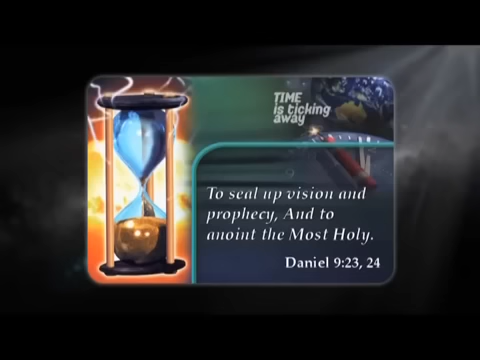 TIME
is ticking
away
To seal up vision and
prophecy, And to
anoint the Most Holy.
Daniel 9:23, 24